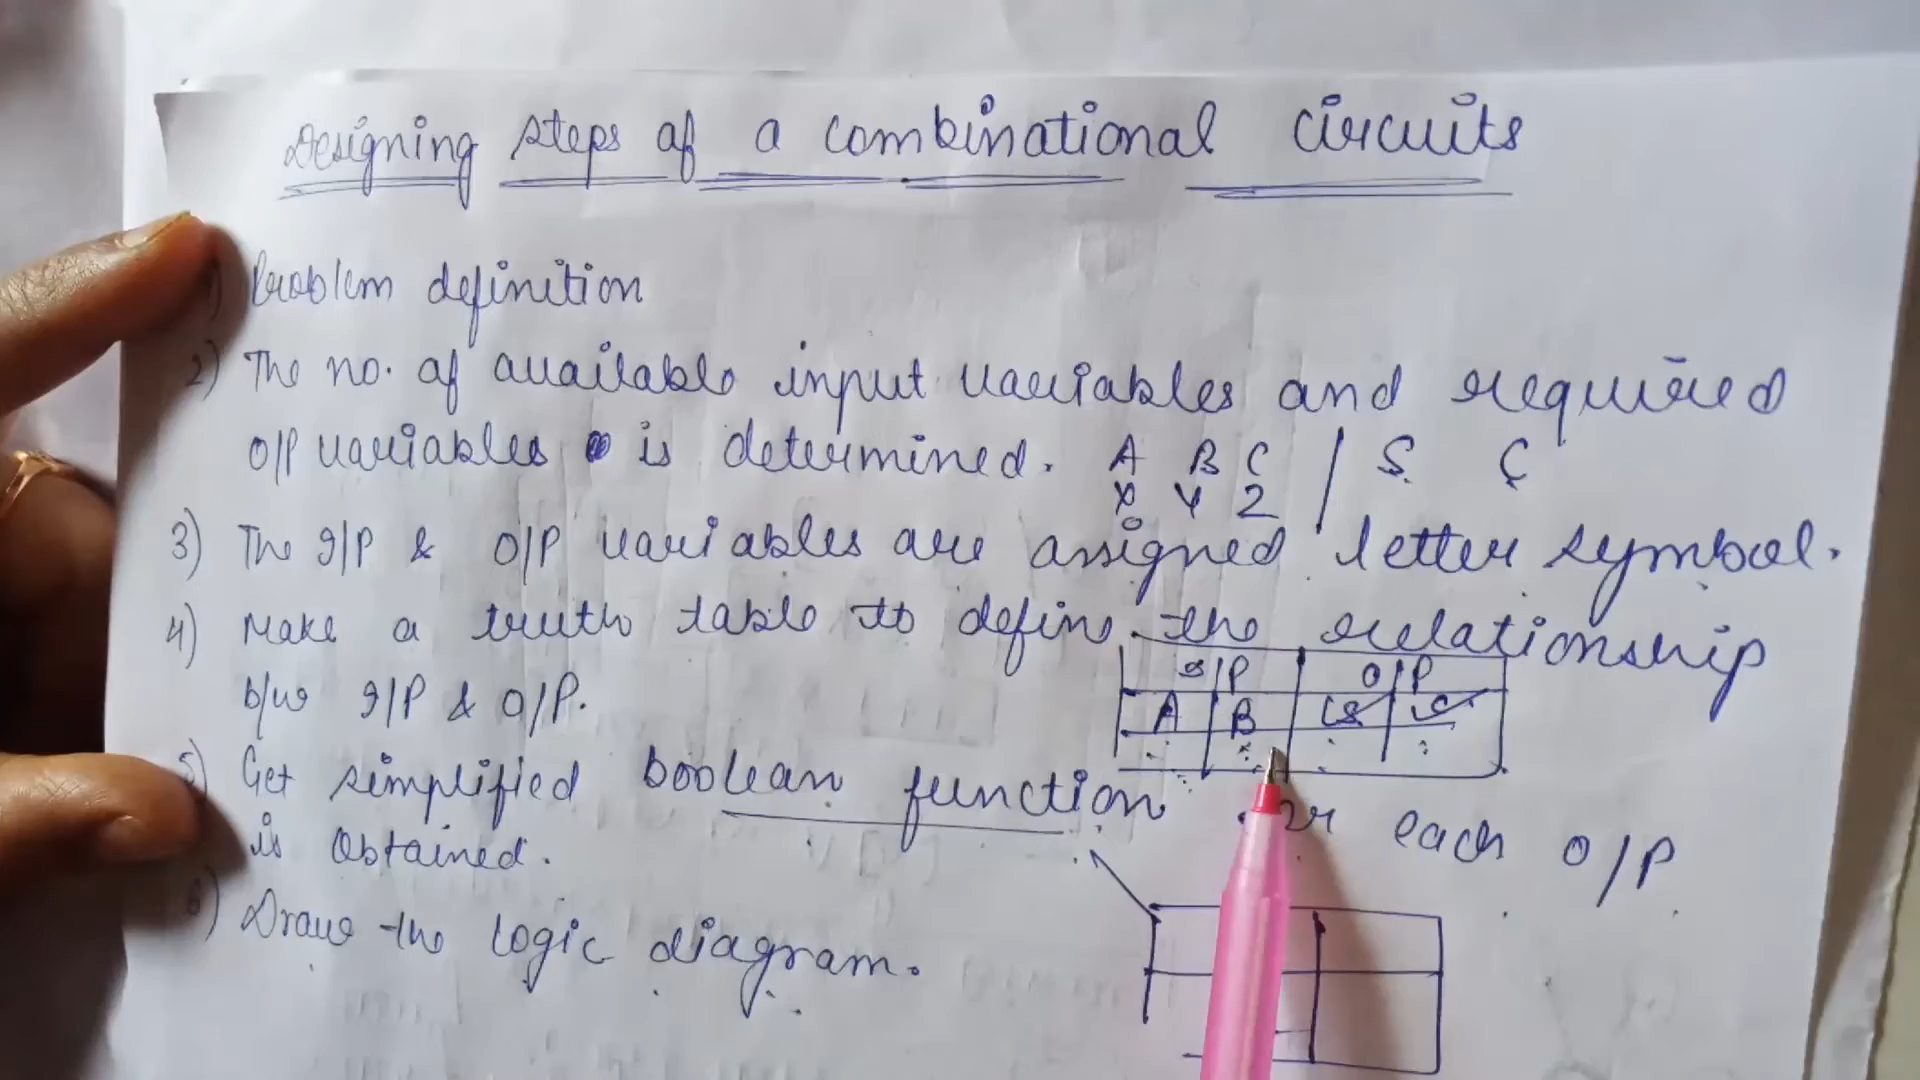 Designing steps of a combinational circuits
1) Problem definition
2) The no. of available input variables and required
O/P variables is determined. A B C / S C
X Y Z
3) The I/P & O/P variables are assigned letter symbol.
4) Make a truth table to define the relationship
b/w I/P & O/P.
I/P O/P
A B S C
5) Get simplified boolean function for each O/P
is obtained.
6) Draw the logic diagram.